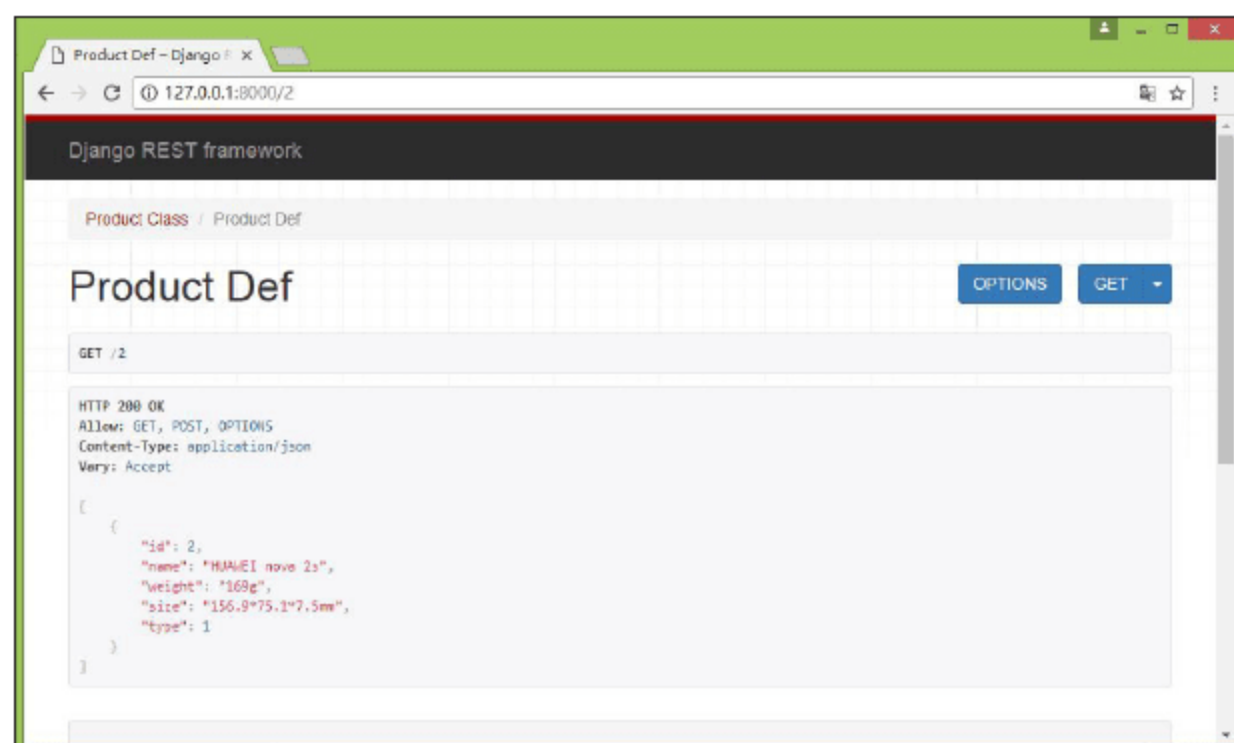 Product Def – Django
127.0.0.1:8000/2
Django REST framework
Product Class / Product Def
Product Def
OPTIONS
GET
GET /2
HTTP 200 OK
Allow: GET, POST, OPTIONS
Content-Type: application/json
Vary: Accept
[
{
"id": 2,
"name": "HUAWEI nova 2s",
"weight": "169g",
"size": "156.9*75.1*7.5mm",
"type": 1
}
]